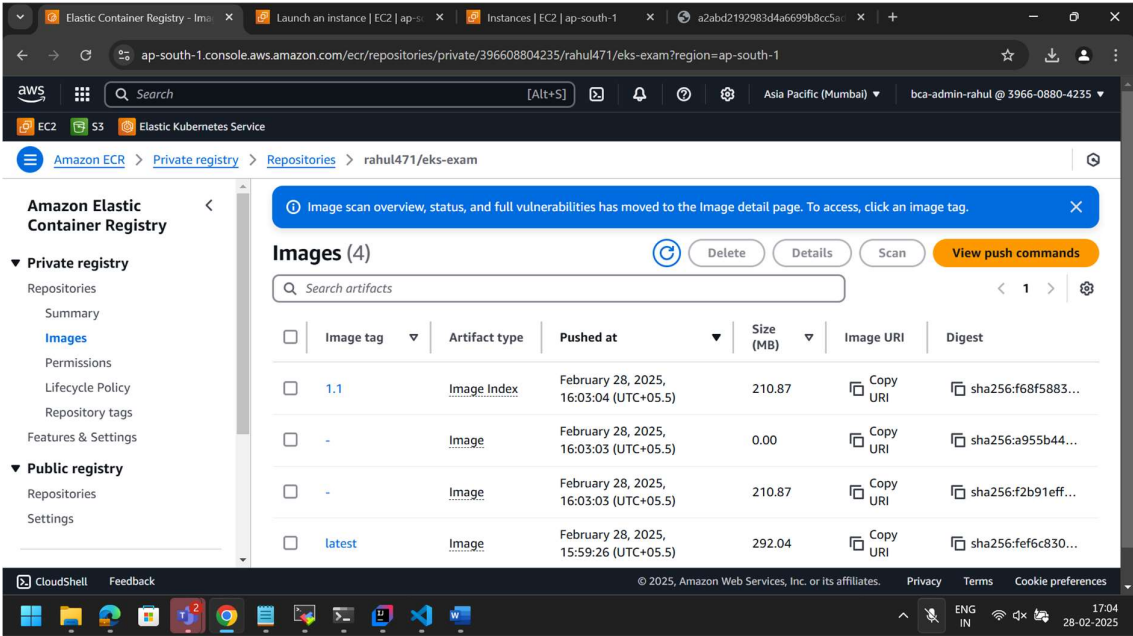 Elastic Container Registry - Ima
Launch an instance | EC2 | ap-s
Instances | EC2 | ap-south-1
a2abd2192983d4a6699b8cc5ad
ap-south-1.console.aws.amazon.com/ecr/repositories/private/396608804235/rahul471/eks-exam?region=ap-south-1
aws
Search
[Alt+S]
Asia Pacific (Mumbai)
bca-admin-rahul @ 3966-0880-4235
EC2
S3
Elastic Kubernetes Service
Amazon ECR > Private registry > Repositories > rahul471/eks-exam
Amazon Elastic
Container Registry
Private registry
Repositories
Summary
Images
Permissions
Lifecycle Policy
Repository tags
Features & Settings
Public registry
Repositories
Settings
Image scan overview, status, and full vulnerabilities has moved to the Image detail page. To access, click an image tag.
Images (4)
Delete
Details
Scan
View push commands
Search artifacts
1
Image tag
Artifact type
Pushed at
Size
(MB)
Image URI
Digest
1.1
Image Index
February 28, 2025,
16:03:04 (UTC+05.5)
210.87
Copy
URI
sha256:f68f5883...
-
Image
February 28, 2025,
16:03:03 (UTC+05.5)
0.00
Copy
URI
sha256:a955b44...
-
Image
February 28, 2025,
16:03:03 (UTC+05.5)
210.87
Copy
URI
sha256:f2b91eff...
latest
Image
February 28, 2025,
15:59:26 (UTC+05.5)
292.04
Copy
URI
sha256:fef6c830...
CloudShell
Feedback
© 2025, Amazon Web Services, Inc. or its affiliates.
Privacy
Terms
Cookie preferences
2
ENG
IN
17:04
28-02-2025